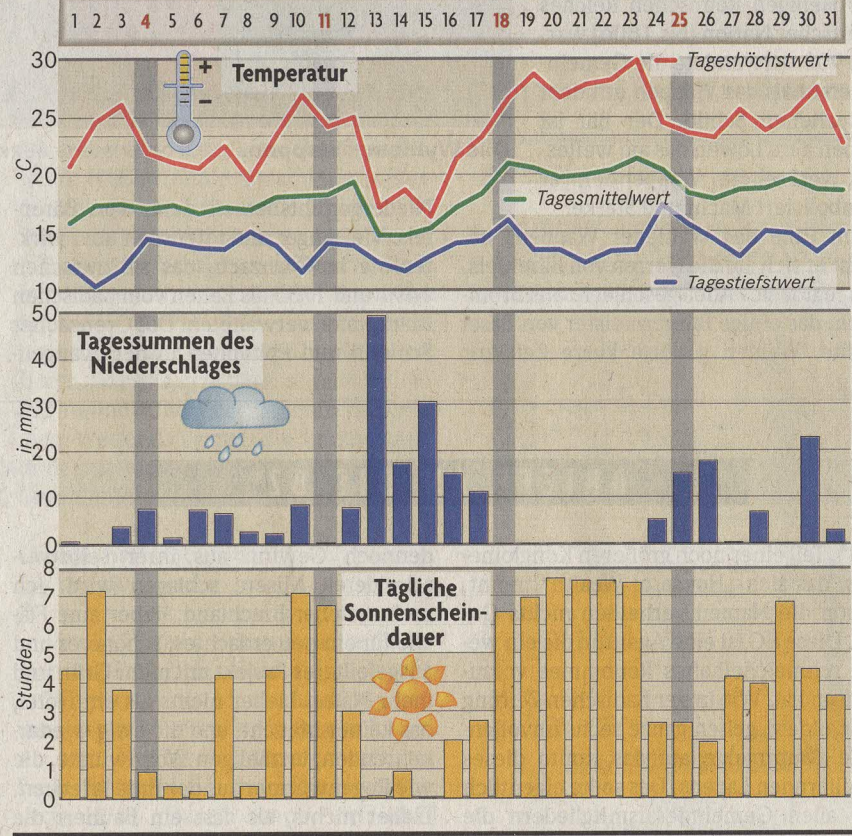 1 2 3 4 5 6 7 8 9 10 11 12 13 14 15 16 17 18 19 20 21 22 23 24 25 26 27 28 29 30 31
30
25
20
15
10
°C
+
−
Temperatur
Tageshöchstwert
Tagesmittelwert
Tagestiefstwert
50
40
30
20
10
0
in mm
Tagessummen des
Niederschlages
8
7
6
5
4
3
2
1
0
Stunden
Tägliche
Sonnenschein-
dauer